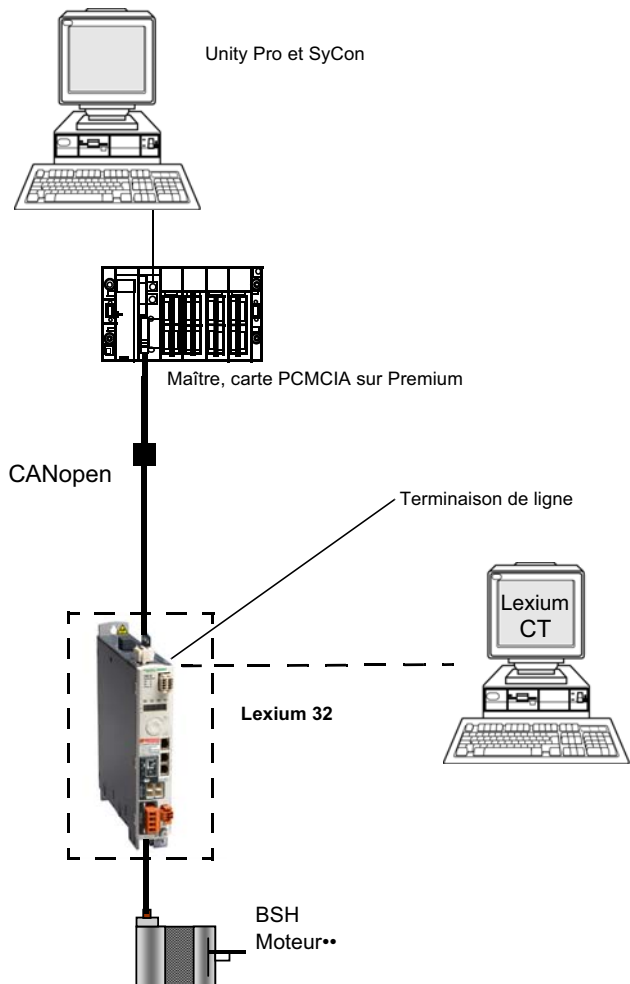 Unity Pro et SyCon
Maître, carte PCMCIA sur Premium
CANopen
Terminaison de ligne
Lexium
CT
Lexium 32
BSH
Moteur••